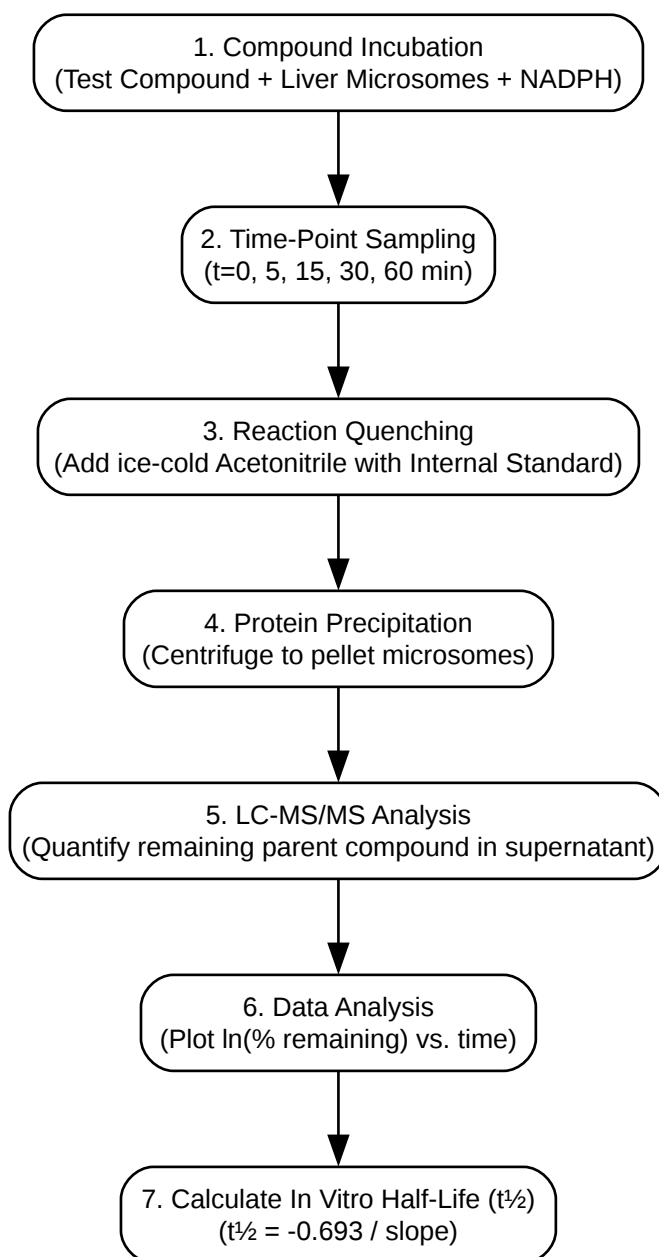 1. Compound Incubation
(Test Compound + Liver Microsomes + NADPH)
2. Time-Point Sampling
(t=0, 5, 15, 30, 60 min)
3. Reaction Quenching
(Add ice-cold Acetonitrile with Internal Standard)
4. Protein Precipitation
(Centrifuge to pellet microsomes)
5. LC-MS/MS Analysis
(Quantify remaining parent compound in supernatant)
6. Data Analysis
(Plot ln(% remaining) vs. time)
7. Calculate In Vitro Half-Life (t½)
(t½ = -0.693 / slope)